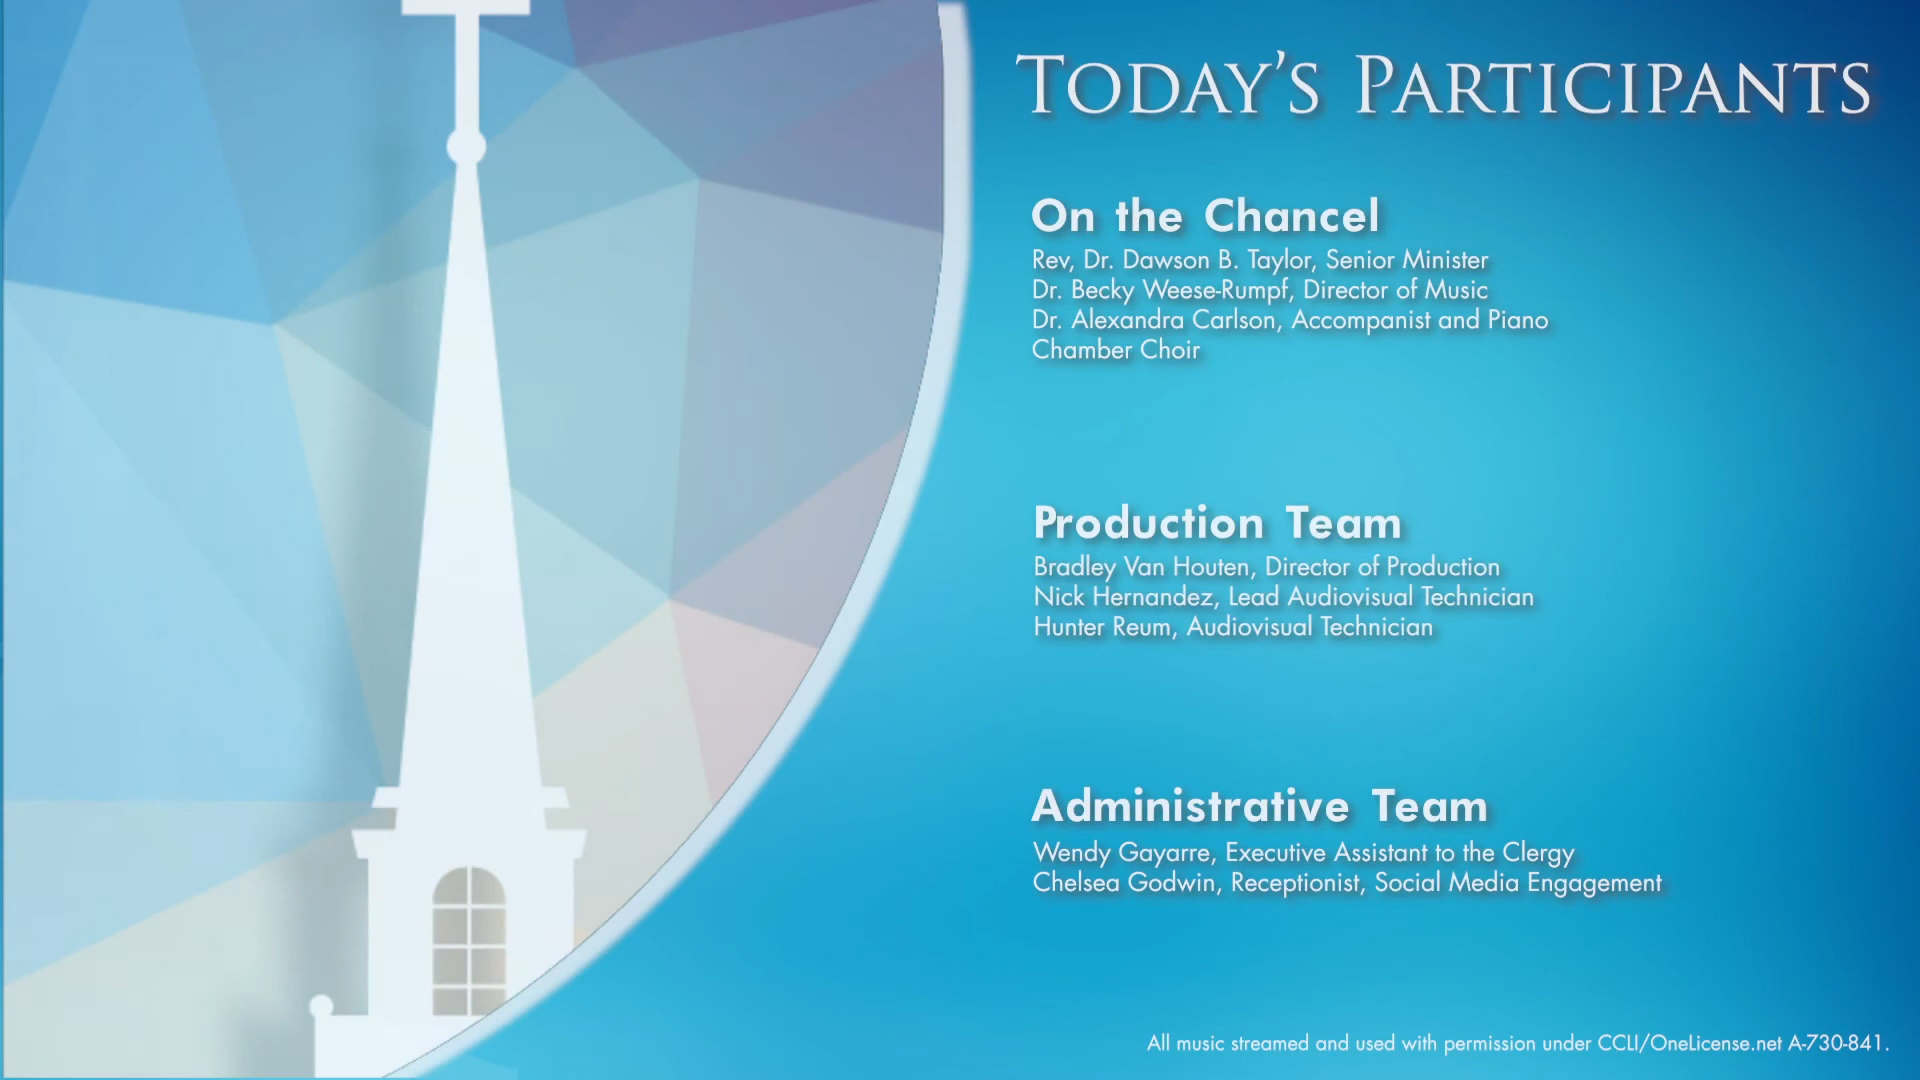 Today's Participants
On the Chancel
Rev, Dr. Dawson B. Taylor, Senior Minister
Dr. Becky Weese-Rumpf, Director of Music
Dr. Alexandra Carlson, Accompanist and Piano
Chamber Choir
Production Team
Bradley Van Houten, Director of Production
Nick Hernandez, Lead Audiovisual Technician
Hunter Reum, Audiovisual Technician
Administrative Team
Wendy Gayarre, Executive Assistant to the Clergy
Chelsea Godwin, Receptionist, Social Media Engagement
All music streamed and used with permission under CCLI/OneLicense.net A-730-841.